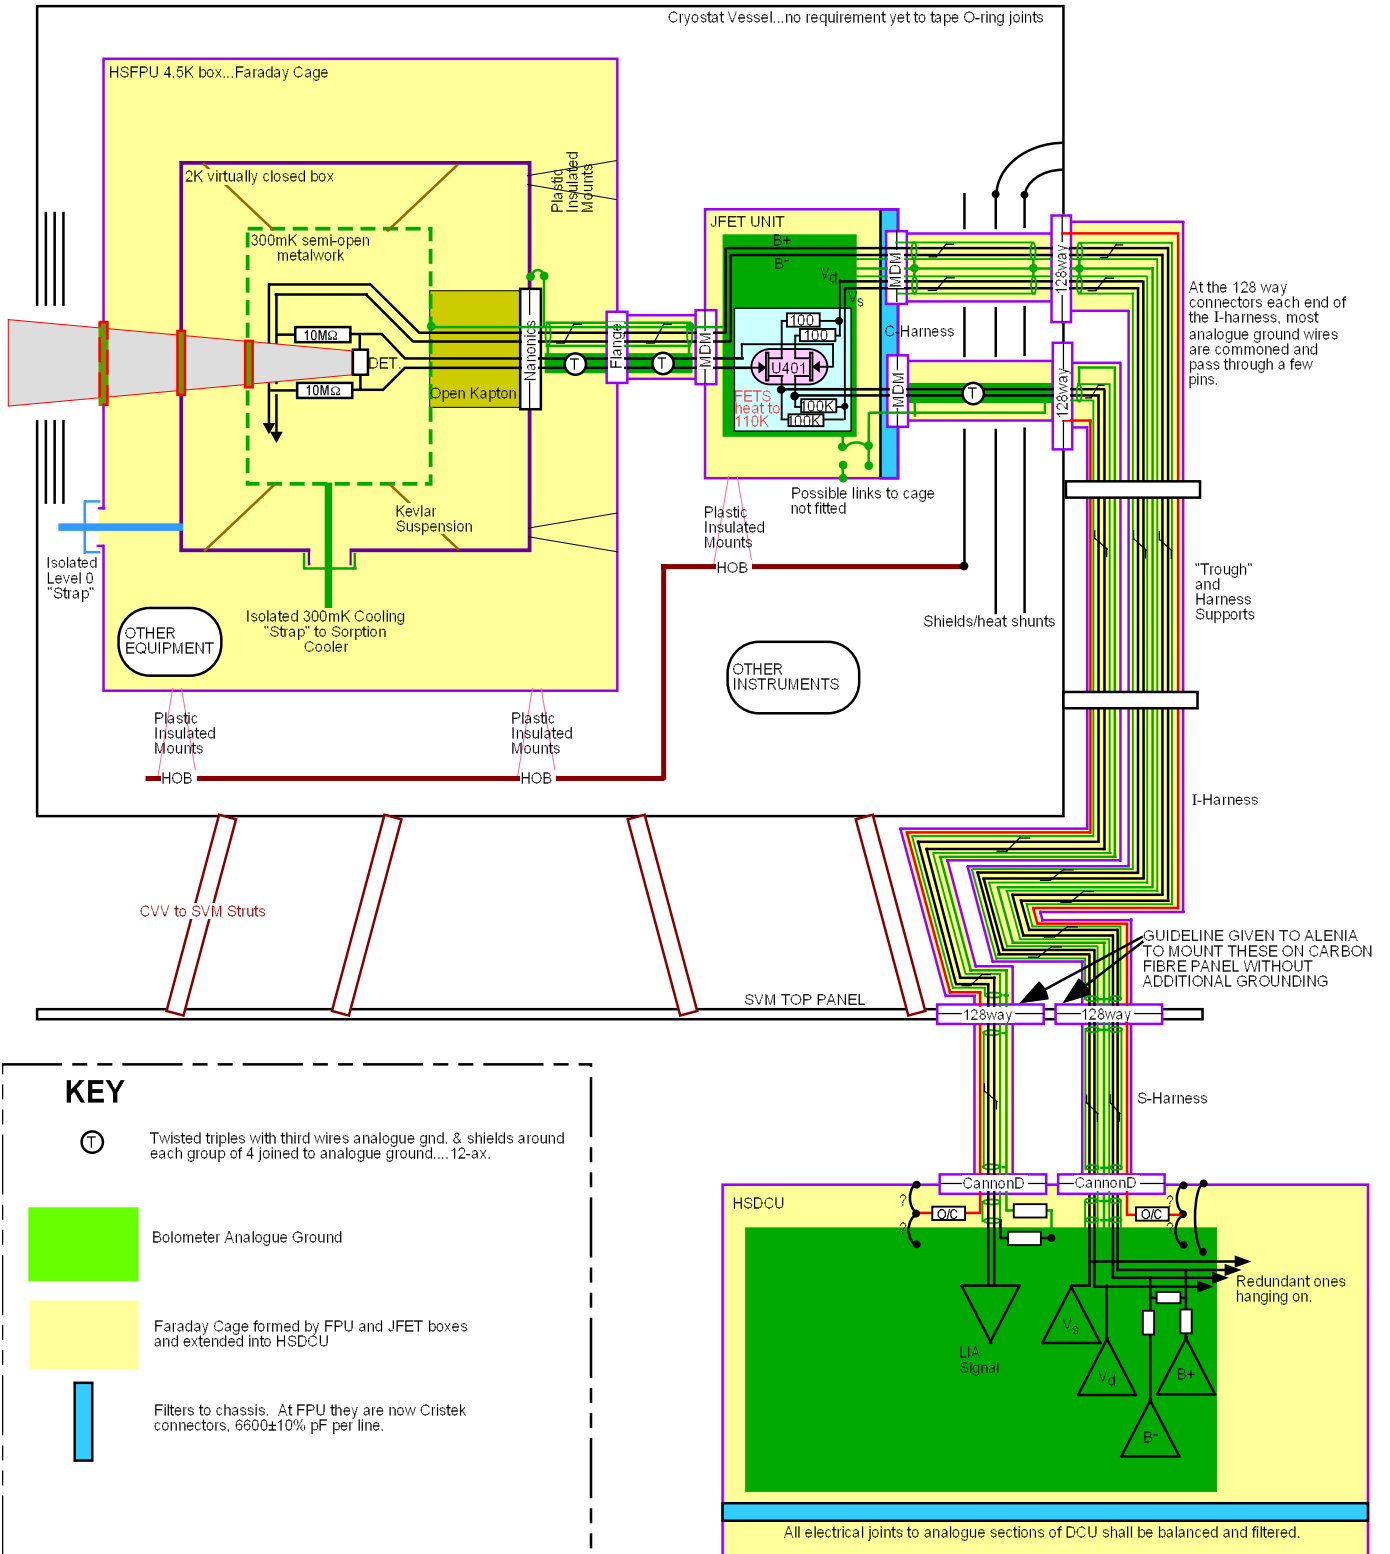 Cryostat Vessel...no requirement yet to tape O-ring joints
HSFPU 4.5K box...Faraday Cage
2K virtually closed box
Plastic
Insulated
Mounts
300mK semi-open
metalwork
10MΩ
DET.
10MΩ
Open Kapton
Nanonics
Flange
MDM
JFET UNIT
B+
B-
Vd
Vs
100
100
U401
FETS
heat to
110K
100K
100K
MDM
MDM
C-Harness
128way
128way
T
T
T
At the 128 way
connectors each end of
the I-harness, most
analogue ground wires
are commoned and
pass through a few
pins.
Kevlar
Suspension
Possible links to cage
not fitted
Plastic
Insulated
Mounts
HOB
Isolated
Level 0
"Strap"
Isolated 300mK Cooling
"Strap" to Sorption
Cooler
Shields/heat shunts
"Trough"
and
Harness
Supports
OTHER
EQUIPMENT
OTHER
INSTRUMENTS
Plastic
Insulated
Mounts
HOB
Plastic
Insulated
Mounts
HOB
I-Harness
CVV to SVM Struts
GUIDELINE GIVEN TO ALENIA
TO MOUNT THESE ON CARBON
FIBRE PANEL WITHOUT
ADDITIONAL GROUNDING
SVM TOP PANEL
128way
128way
S-Harness
KEY
T
Twisted triples with third wires analogue gnd. & shields around
each group of 4 joined to analogue ground....12-ax.
Bolometer Analogue Ground
Faraday Cage formed by FPU and JFET boxes
and extended into HSDCU
Filters to chassis. At FPU they are now Cristek
connectors, 6600±10% pF per line.
CannonD
CannonD
HSDCU
?
?
O/C
O/C
?
?
Redundant ones
hanging on.
LIA
Signal
Vs
Vd
B+
B-
All electrical joints to analogue sections of DCU shall be balanced and filtered.